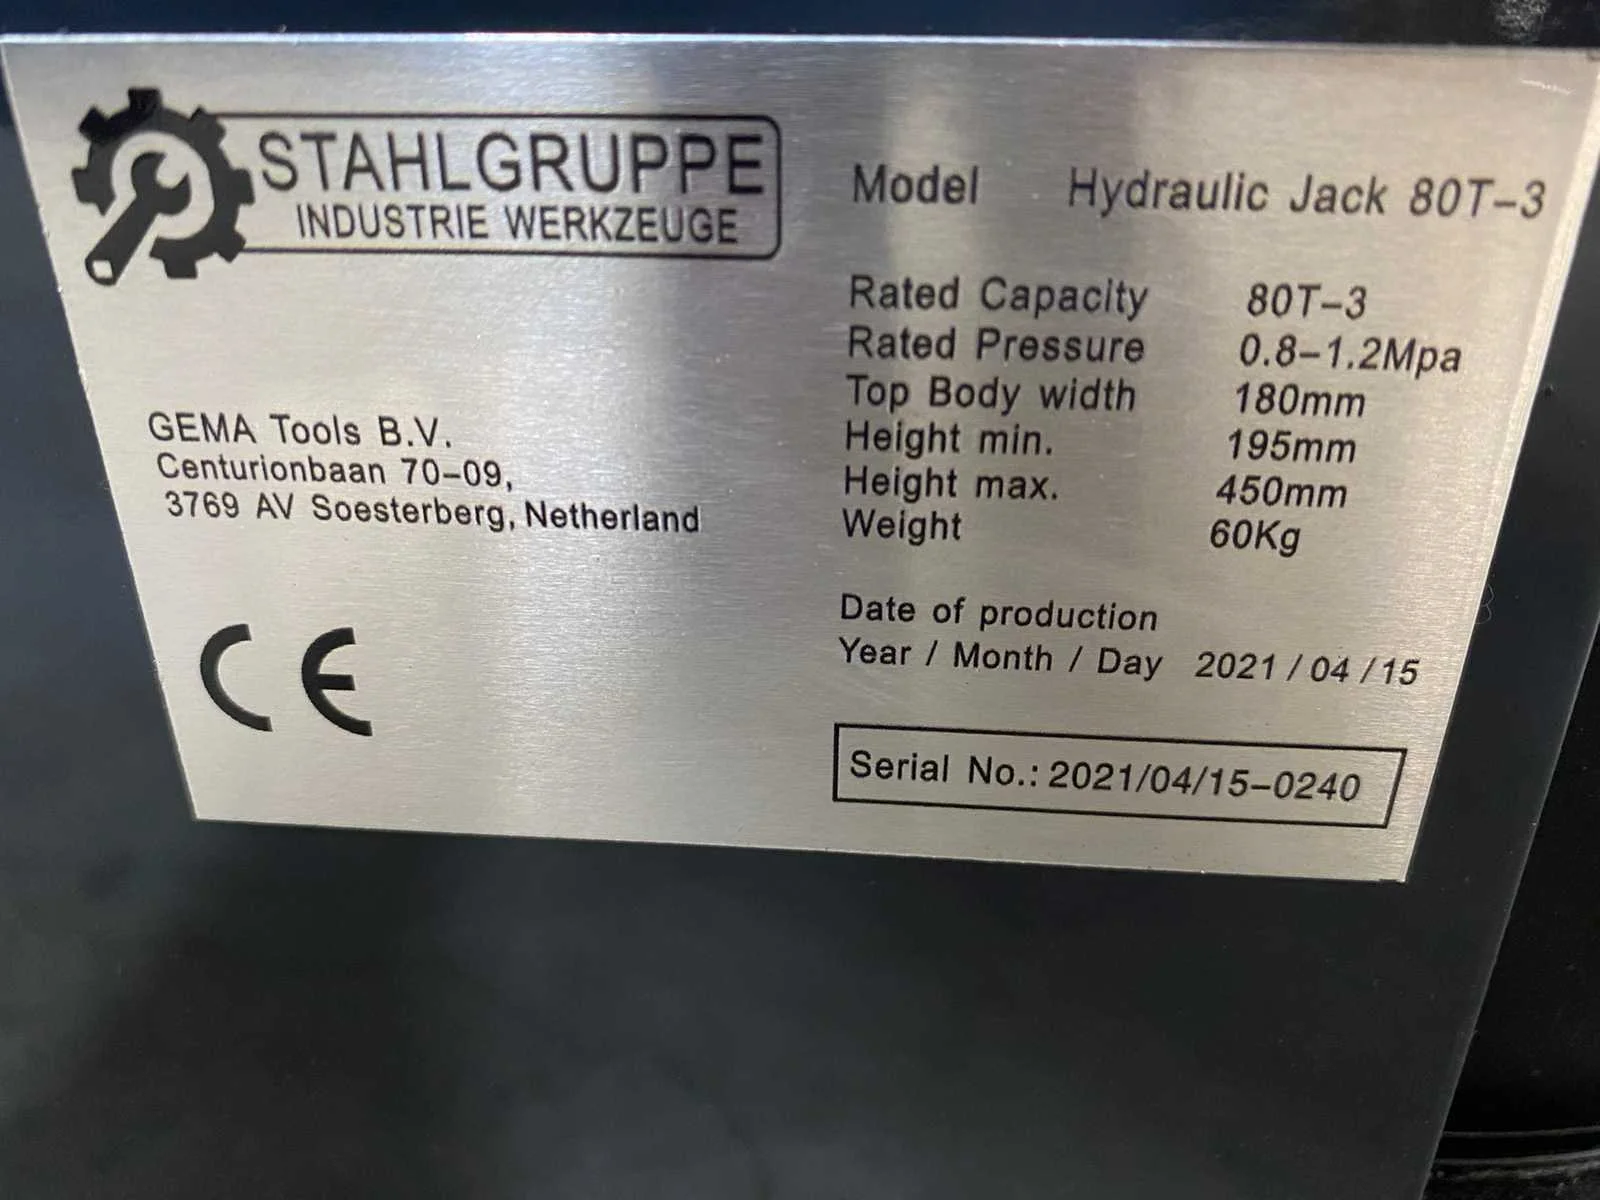 STAHLGRUPPE
INDUSTRIE WERKZEUGE
GEMA Tools B.V.
Centurionbaan 70-09,
3769 AV Soesterberg, Netherland
CE
Model Hydraulic Jack 80T-3
Rated Capacity 80T-3
Rated Pressure 0.8-1.2Mpa
Top Body width 180mm
Height min. 195mm
Height max. 450mm
Weight 60Kg
Date of production
Year / Month / Day 2021 / 04 / 15
Serial No.: 2021/04/15-0240